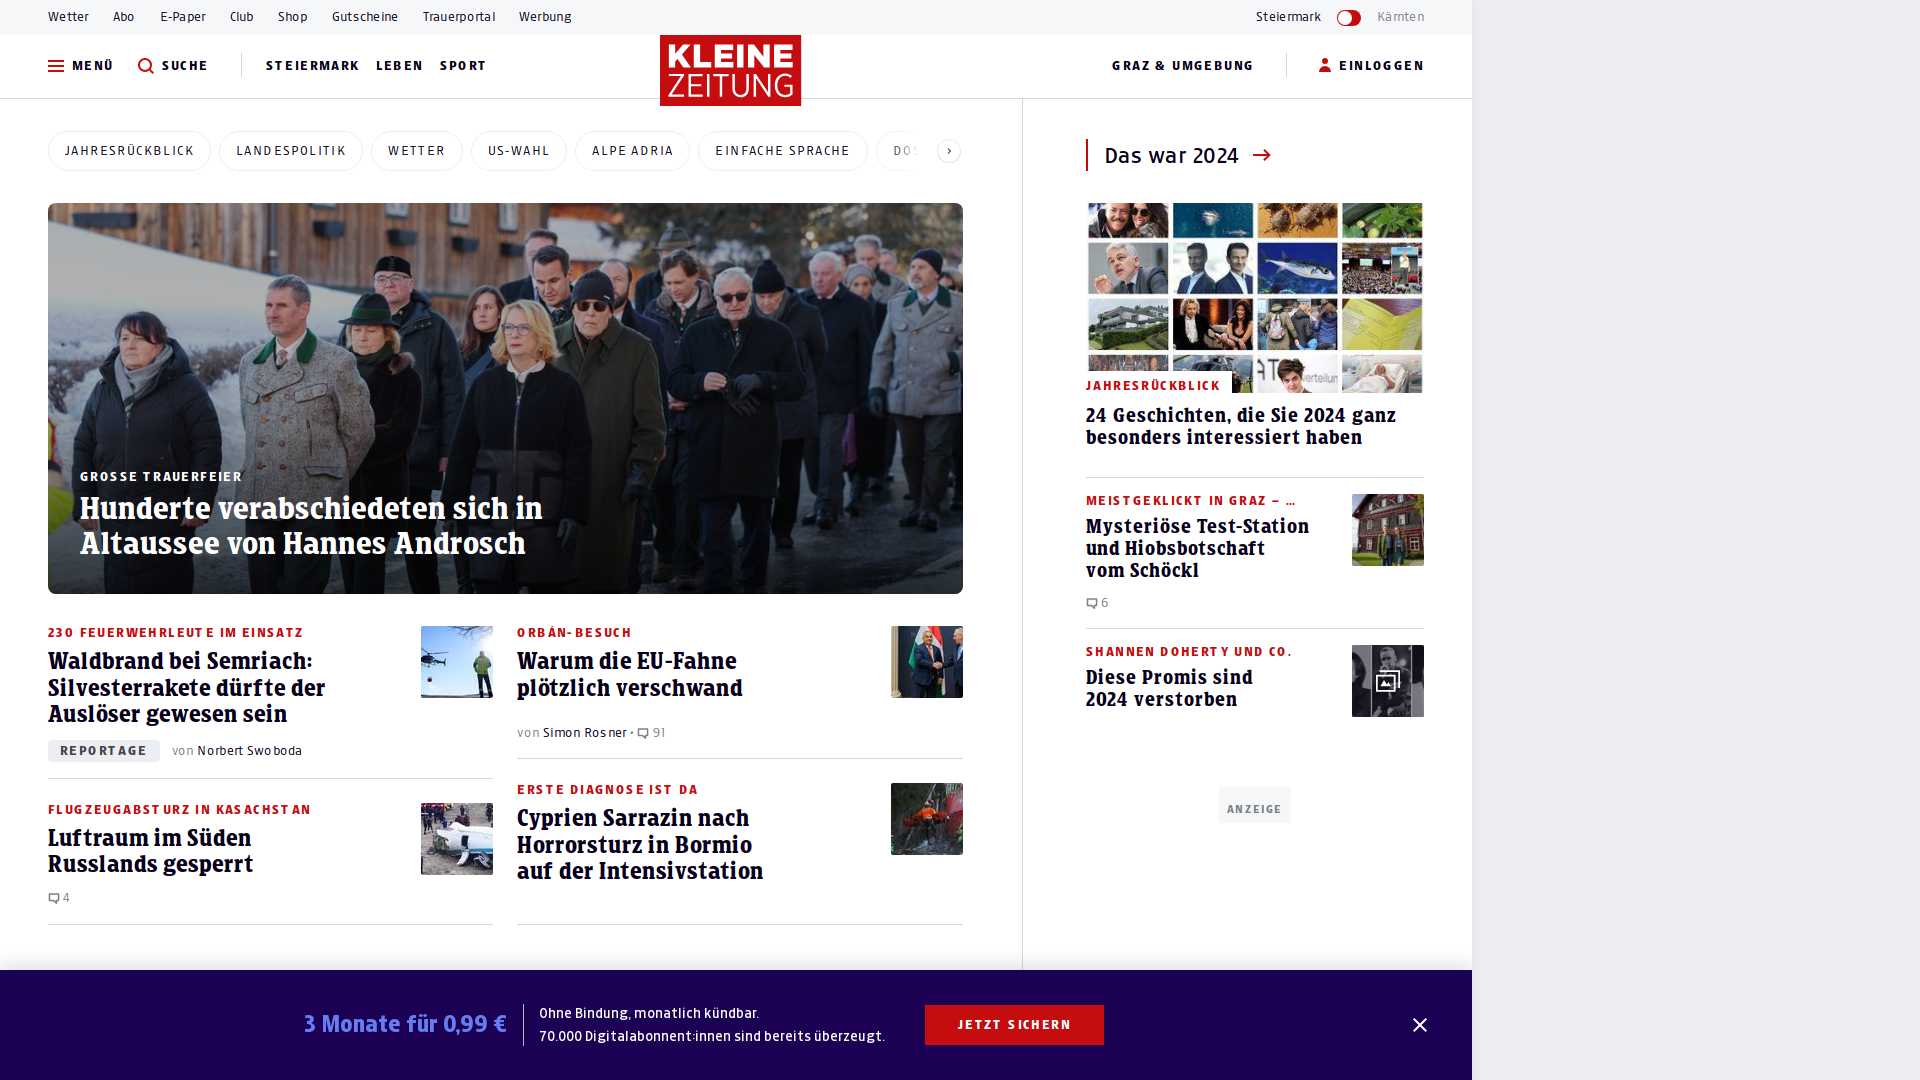 Wetter Abo E-Paper Club Shop Gutscheine Trauerportal Werbung Steiermark Kärnten
MENÜ SUCHE STEIERMARK LEBEN SPORT KLEINE ZEITUNG GRAZ & UMGEBUNG EINLOGGEN
JAHRESRÜCKBLICK LANDESPOLITIK WETTER US-WAHL ALPE ADRIA EINFACHE SPRACHE
GROSSE TRAUERFEIER
Hunderte verabschiedeten sich in
Altaussee von Hannes Androsch
230 FEUERWEHRLEUTE IM EINSATZ
Waldbrand bei Semriach:
Silvesterrakete dürfte der
Auslöser gewesen sein
REPORTAGE von Norbert Swoboda
FLUGZEUGABSTURZ IN KASACHSTAN
Luftraum im Süden
Russlands gesperrt
4
ORBÁN-BESUCH
Warum die EU-Fahne
plötzlich verschwand
von Simon Rosner • 91
ERSTE DIAGNOSE IST DA
Cyprien Sarrazin nach
Horrorsturz in Bormio
auf der Intensivstation
Das war 2024
JAHRESRÜCKBLICK
24 Geschichten, die Sie 2024 ganz
besonders interessiert haben
MEISTGEKLICKT IN GRAZ – ...
Mysteriöse Test-Station
und Hiobsbotschaft
vom Schöckl
6
SHANNEN DOHERTY UND CO.
Diese Promis sind
2024 verstorben
ANZEIGE
3 Monate für 0,99 €
Ohne Bindung, monatlich kündbar.
70.000 Digitalabonnent:innen sind bereits überzeugt.
JETZT SICHERN